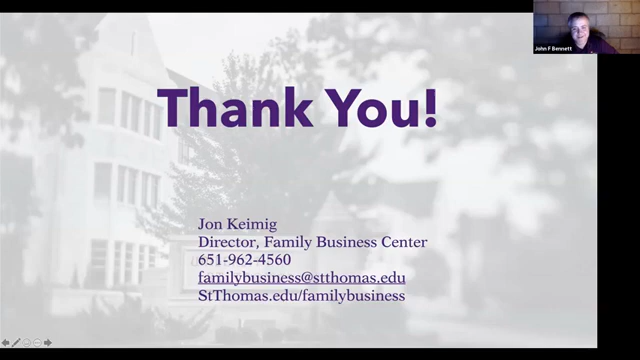 John F Bennett
Thank You!
Jon Keimig
Director, Family Business Center
651-962-4560
familybusiness@stthomas.edu
StThomas.edu/familybusiness